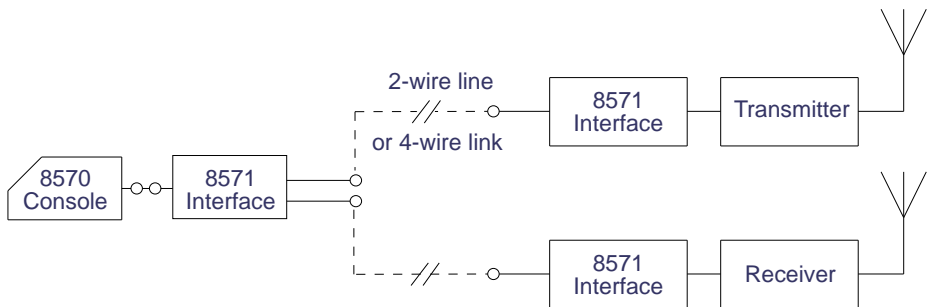 2-wire line
or 4-wire link
8571
Interface
Transmitter
8570
Console
8571
Interface
8571
Interface
Receiver